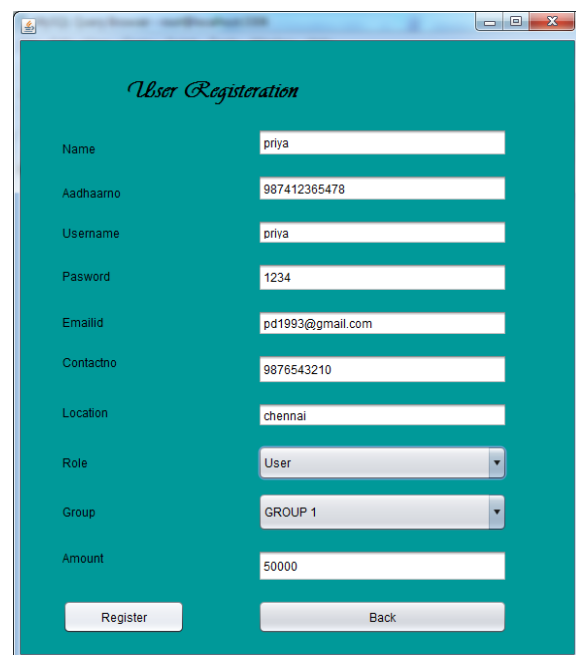 User Registeration
Name priya
Aadhaarno 987412365478
Username priya
Pasword 1234
Emailid pd1993@gmail.com
Contactno 9876543210
Location chennai
Role User
Group GROUP 1
Amount 50000
Register Back